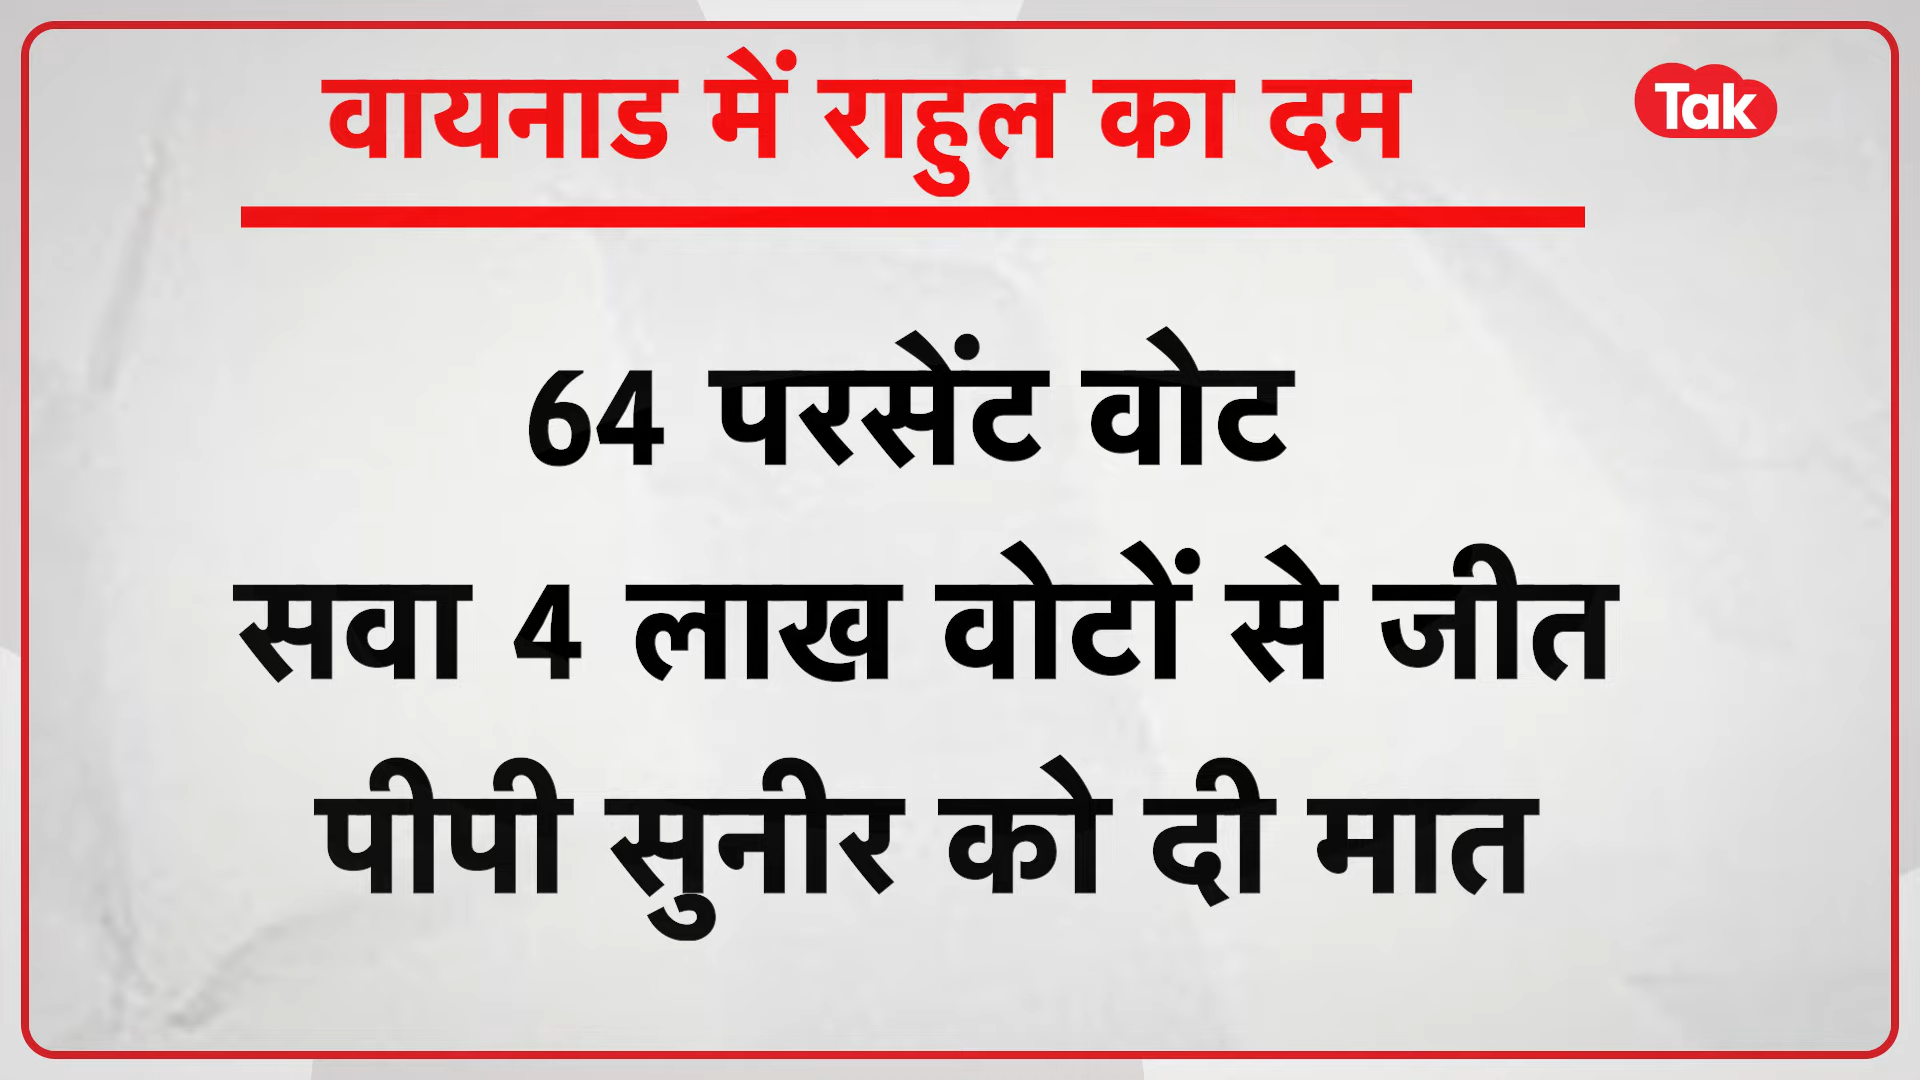 वायनाड में राहुल का दम
Tak
64 परसेंट वोट
सवा 4 लाख वोटों से जीत
पीपी सुनीर को दी मात